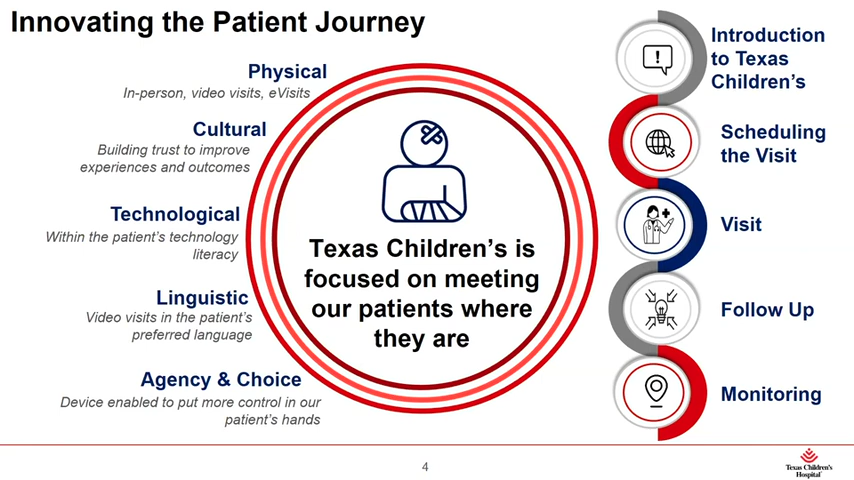 Innovating the Patient Journey
Physical
In-person, video visits, eVisits
Cultural
Building trust to improve
experiences and outcomes
Technological
Within the patient's technology
literacy
Linguistic
Video visits in the patient's
preferred language
Agency & Choice
Device enabled to put more control in our
patient's hands
Texas Children's is
focused on meeting
our patients where
they are
!
Introduction
to Texas
Children's
Scheduling
the Visit
Visit
Follow Up
Monitoring
4
Texas Children's
Hospital